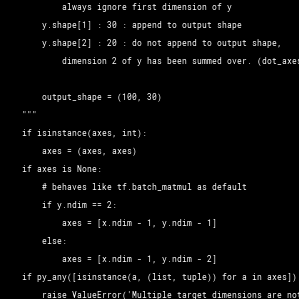 always ignore first dimension of y
y.shape[1] : 30 : append to output shape
y.shape[2] : 20 : do not append to output shape,
dimension 2 of y has been summed over. (dot_axes
output_shape = (100, 30)
"""
if isinstance(axes, int):
axes = (axes, axes)
if axes is None:
# behaves like tf.batch_matmul as default
if y.ndim == 2:
axes = [x.ndim - 1, y.ndim - 1]
else:
axes = [x.ndim - 1, y.ndim - 2]
if py_any([isinstance(a, (list, tuple)) for a in axes])
raise ValueError('Multiple target dimensions are not